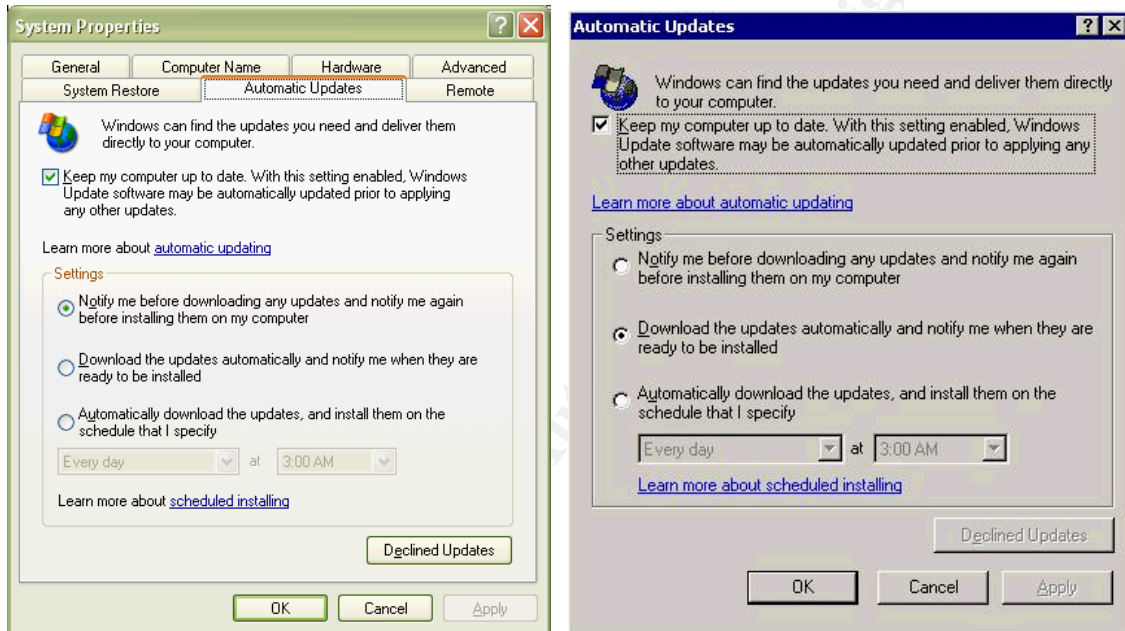 System Properties
General Computer Name Hardware Advanced
System Restore Automatic Updates Remote
Windows can find the updates you need and deliver them
directly to your computer.
Keep my computer up to date. With this setting enabled, Windows
Update software may be automatically updated prior to applying
any other updates.
Learn more about automatic updating
Settings
Notify me before downloading any updates and notify me again
before installing them on my computer
Download the updates automatically and notify me when they are
ready to be installed
Automatically download the updates, and install them on the
schedule that I specify
Every day at 3:00 AM
Learn more about scheduled installing
Declined Updates
OK Cancel Apply
Automatic Updates
Windows can find the updates you need and deliver them directly
to your computer.
Keep my computer up to date. With this setting enabled, Windows
Update software may be automatically updated prior to applying any
other updates.
Learn more about automatic updating
Settings
Notify me before downloading any updates and notify me again
before installing them on my computer
Download the updates automatically and notify me when they are
ready to be installed
Automatically download the updates, and install them on the
schedule that I specify
Every day at 3:00 AM
Learn more about scheduled installing
Declined Updates
OK Cancel Apply